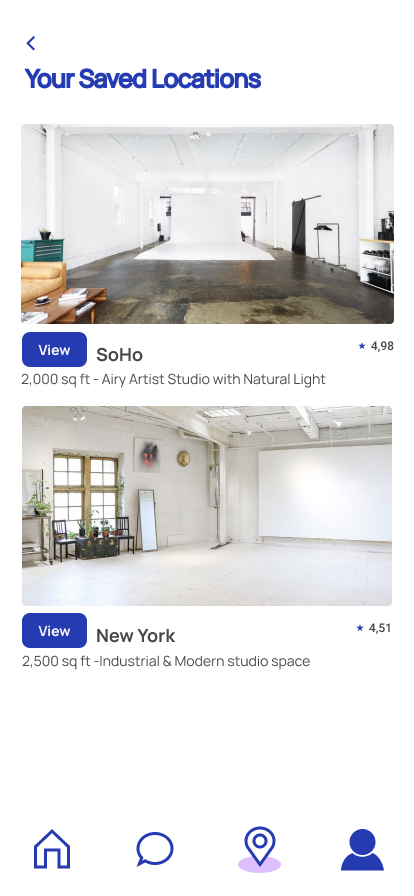 Your Saved Locations
View
SoHo
★ 4,98
2,000 sq ft - Airy Artist Studio with Natural Light
View
New York
★ 4,51
2,500 sq ft -Industrial & Modern studio space